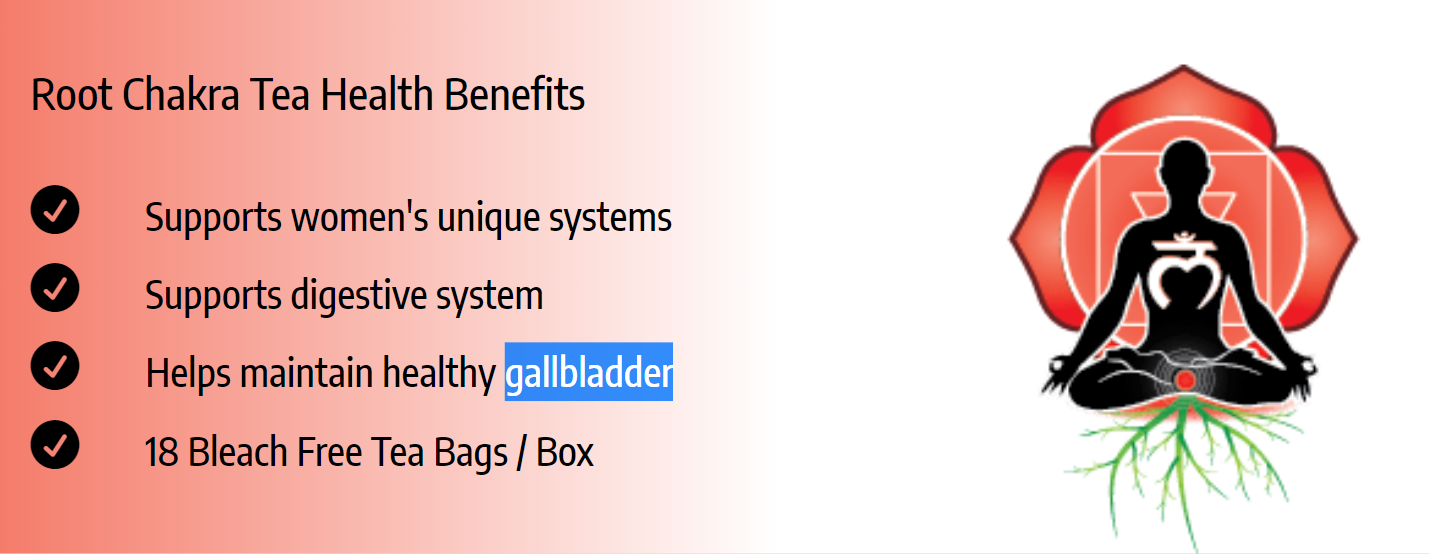 Root Chakra Tea Health Benefits
Supports women's unique systems
Supports digestive system
Helps maintain healthy gallbladder
18 Bleach Free Tea Bags / Box
लं